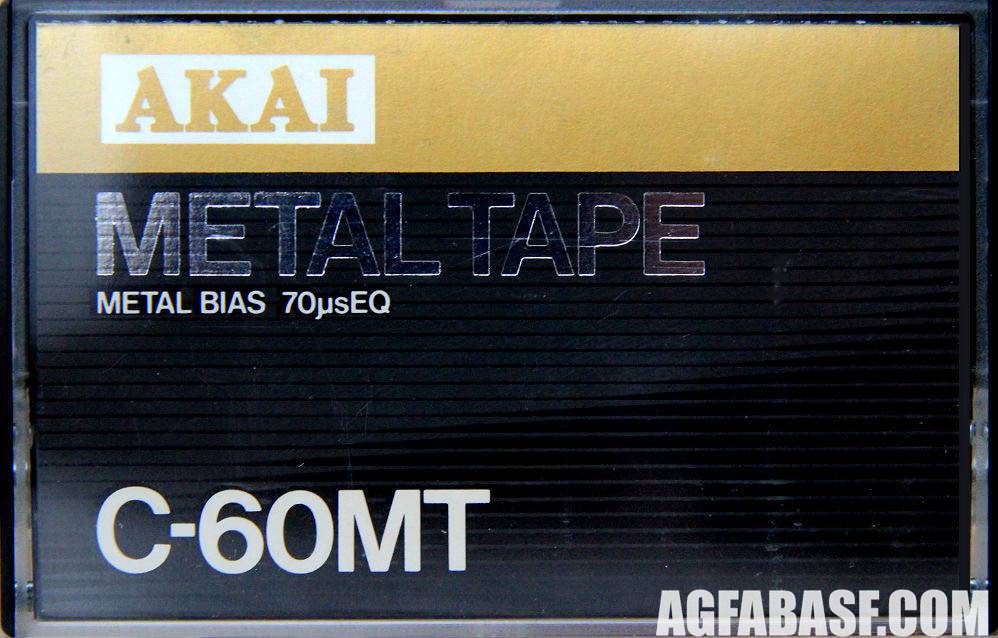 AKAI
METAL TAPE
METAL BIAS 70µsEQ
C-60MT
AGFABASF.COM